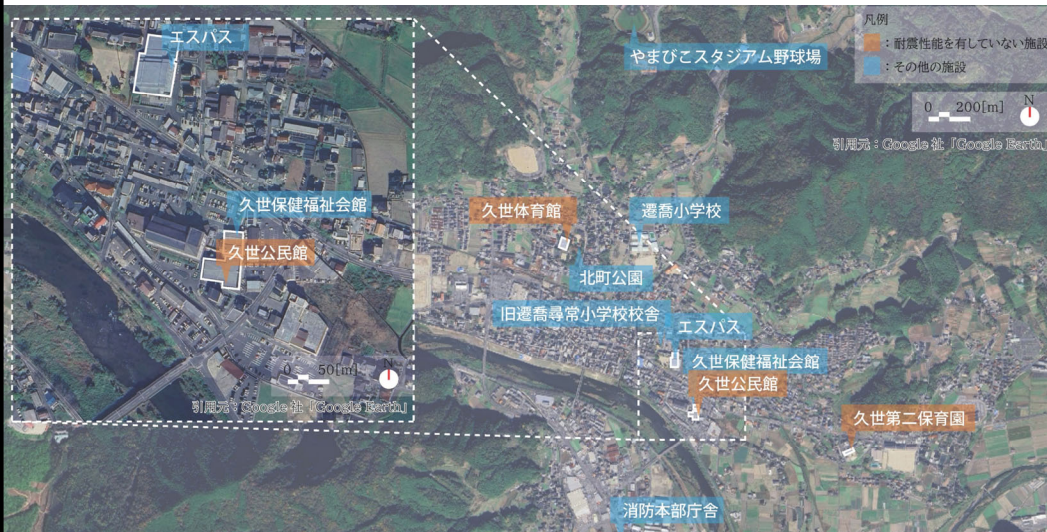 エスパス
久世保健福祉会館
久世公民館
0 50[m]
N
引用元：Google 社「Google Earth」
やまびこスタジアム野球場
凡例
：耐震性能を有していない施設
：その他の施設
0 200[m]
N
引用元：Google 社「Google Earth」
久世体育館
遷喬小学校
北町公園
旧遷喬尋常小学校校舎
エスパス
久世保健福祉会館
久世公民館
久世第二保育園
消防本部庁舎